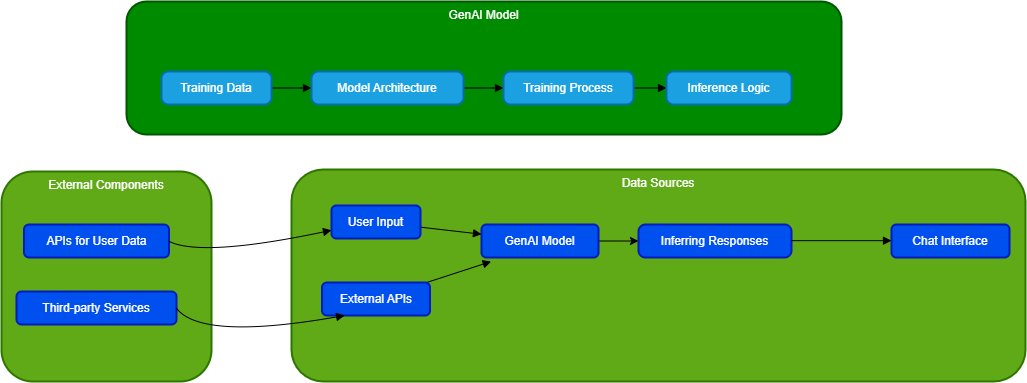 GenAI Model
Training Data
Model Architecture
Training Process
Inference Logic
External Components
APIs for User Data
Third-party Services
Data Sources
User Input
External APIs
GenAI Model
Inferring Responses
Chat Interface